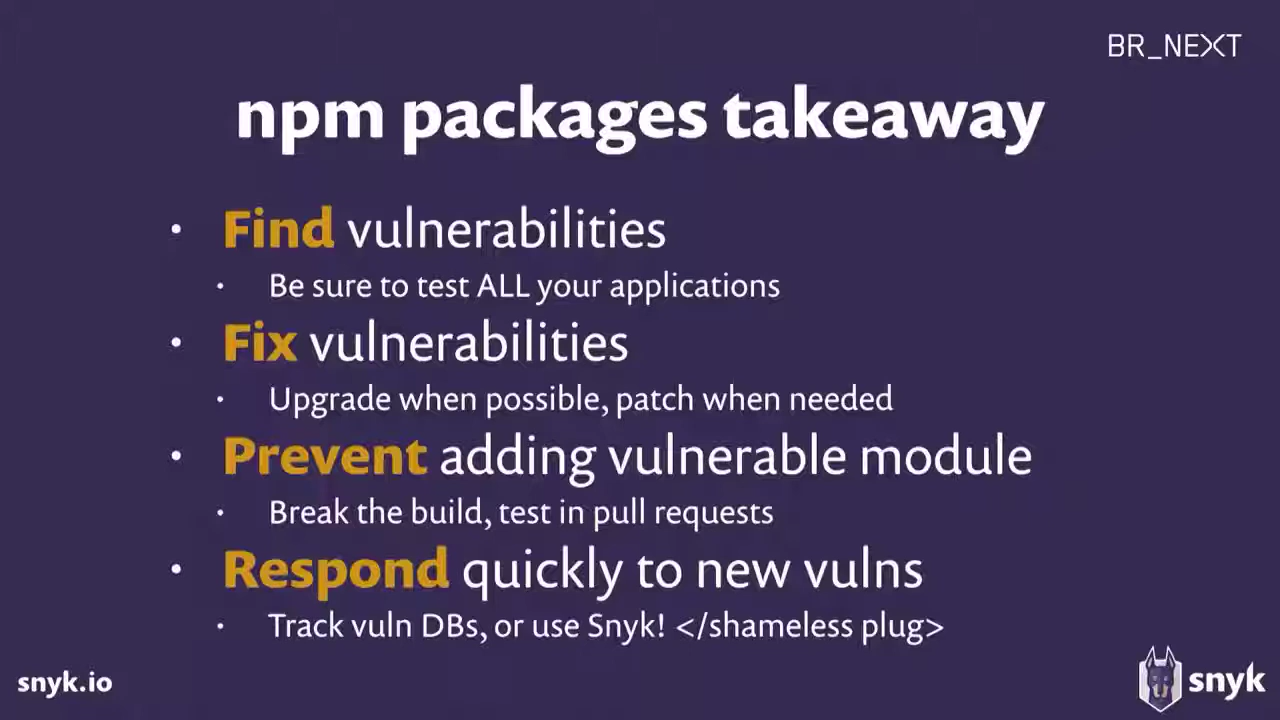 BR_NEXT
npm packages takeaway
• Find vulnerabilities
• Be sure to test ALL your applications
• Fix vulnerabilities
• Upgrade when possible, patch when needed
• Prevent adding vulnerable module
• Break the build, test in pull requests
• Respond quickly to new vulns
• Track vuln DBs, or use Snyk! </shameless plug>
snyk.io
snyk